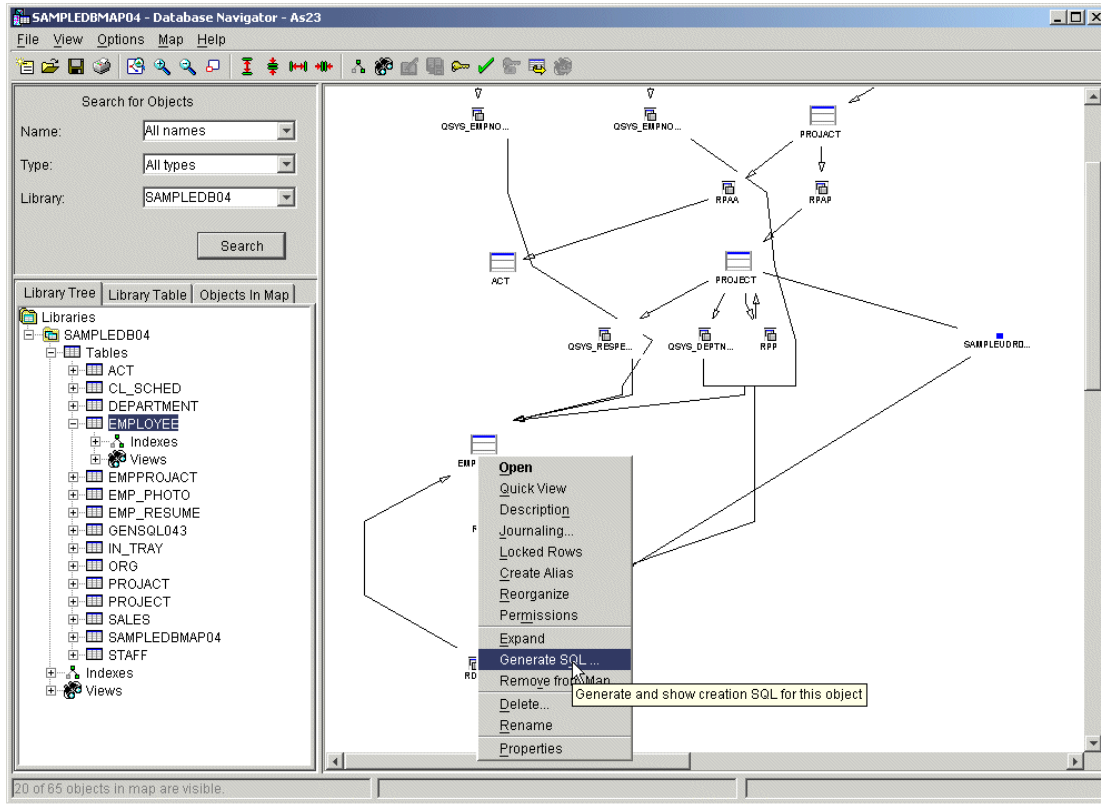 SAMPLEDBMAP04 - Database Navigator - As23
File View Options Map Help
Search for Objects
Name: All names
Type: All types
Library: SAMPLEDB04
Search
Library Tree Library Table Objects In Map
Libraries
SAMPLEDB04
Tables
ACT
CL_SCHED
DEPARTMENT
EMPLOYEE
Indexes
Views
EMPPROJACT
EMP_PHOTO
EMP_RESUME
GENSQL043
IN_TRAY
ORG
PROJACT
PROJECT
SALES
SAMPLEDBMAP04
STAFF
Indexes
Views
QSYS_EMPNO...
QSYS_EMPNO...
PROJACT
RPAA
RPAP
ACT
PROJECT
QSYS_RESPE...
QSYS_DEPTN...
RPP
SAMPLEUDRD...
EMP
R
RD
Open
Quick View
Description
Journaling...
Locked Rows
Create Alias
Reorganize
Permissions
Expand
Generate SQL ...
Remove from Map
Generate and show creation SQL for this object
Delete...
Rename
Properties
20 of 65 objects in map are visible.